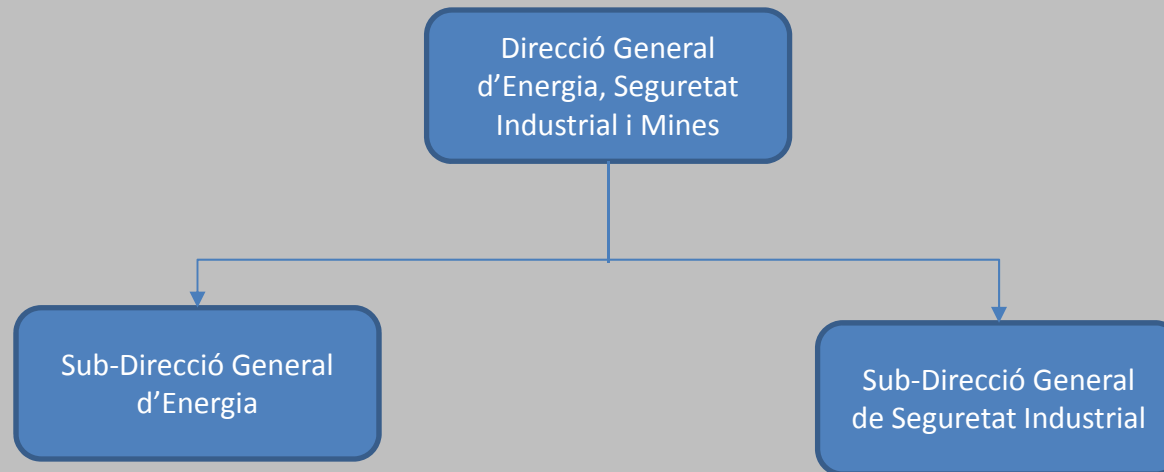 Direcció General
d’Energia, Seguretat
Industrial i Mines
Sub-Direcció General
d’Energia
Sub-Direcció General
de Seguretat Industrial